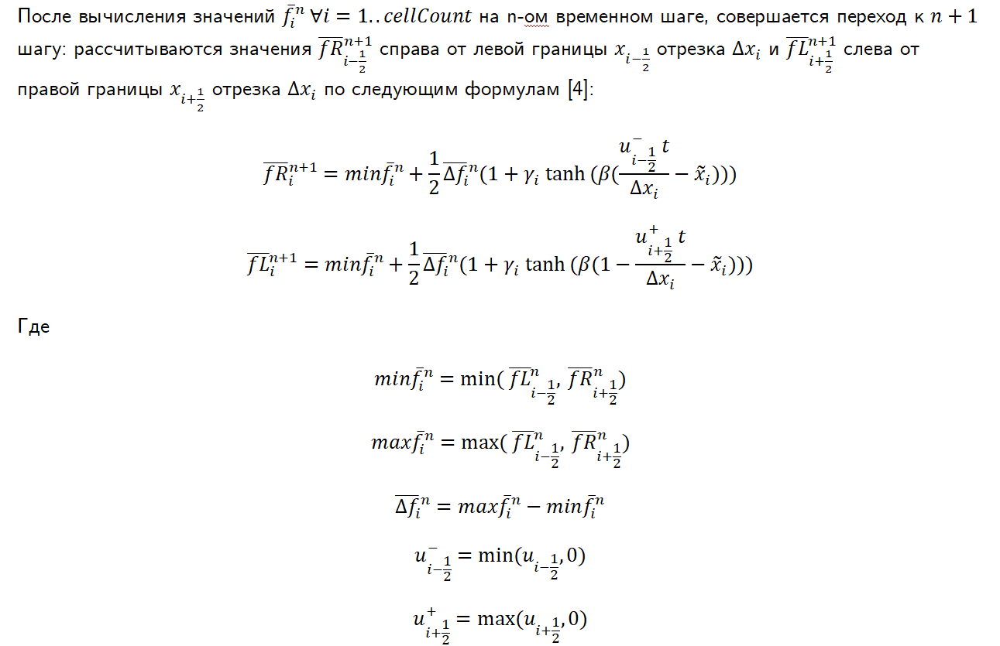 После вычисления значений $\bar{f}_i^n \ \forall i = 1..cellCount$ на n-ом временном шаге, совершается переход к $n+1$
шагу: рассчитываются значения $\overline{fR}_{i-\frac{1}{2}}^{n+1}$ справа от левой границы $x_{i-\frac{1}{2}}$ отрезка $\Delta x_i$ и $\overline{fL}_{i+\frac{1}{2}}^{n+1}$ слева от
правой границы $x_{i+\frac{1}{2}}$ отрезка $\Delta x_i$ по следующим формулам [4]:
$\overline{fR}_i^{n+1} = min\bar{f}_i^n + \frac{1}{2}\overline{\Delta f}_i^n(1 + \gamma_i \tanh(\beta(\frac{u_{i-\frac{1}{2}}^{-} t}{\Delta x_i} - \tilde{x}_i)))$
$\overline{fL}_i^{n+1} = min\bar{f}_i^n + \frac{1}{2}\overline{\Delta f}_i^n(1 + \gamma_i \tanh(\beta(1 - \frac{u_{i+\frac{1}{2}}^{+} t}{\Delta x_i} - \tilde{x}_i)))$
Где
$min\bar{f}_i^n = \min(\overline{fL}_{i-\frac{1}{2}}^n, \overline{fR}_{i+\frac{1}{2}}^n)$
$max\bar{f}_i^n = \max(\overline{fL}_{i-\frac{1}{2}}^n, \overline{fR}_{i+\frac{1}{2}}^n)$
$\overline{\Delta f}_i^n = max\bar{f}_i^n - min\bar{f}_i^n$
$u_{i-\frac{1}{2}}^{-} = \min(u_{i-\frac{1}{2}}, 0)$
$u_{i+\frac{1}{2}}^{+} = \max(u_{i+\frac{1}{2}}, 0)$